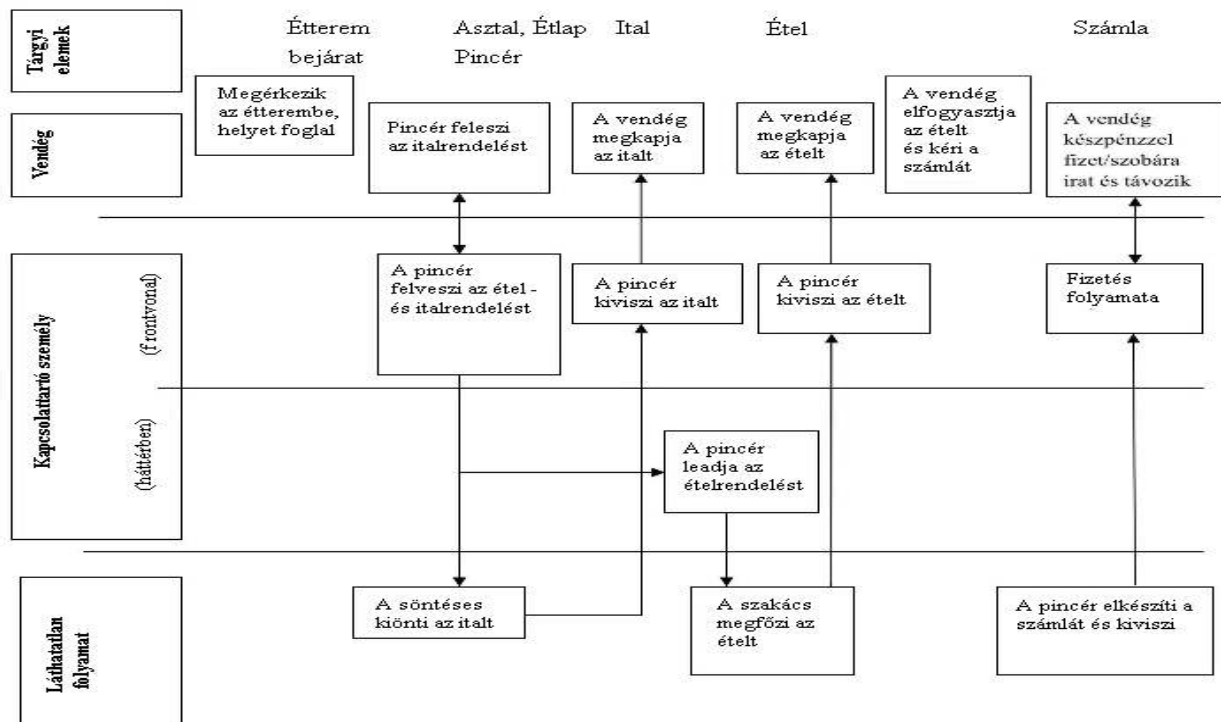 Tárgyi
elemek
Étterem
bejárat
Asztal, Étlap
Pincér
Ital
Étel
Számla
Vendég
Megérkezik
az étterembe,
helyet foglal
Pincér feleszi
az italrendelést
A vendég
megkapja
az italt
A vendég
megkapja
az ételt
A vendég
elfogyasztja
az ételt
és kéri a
számlát
A vendég
készpénzzel
fizet/szobára
irat és távozik
Kapcsolattartó személy
(frontvonal)
A pincér
felveszi az étel -
és italrendelést
A pincér
kiviszi az italt
A pincér
kiviszi az ételt
Fizetés
folyamata
(háttérben)
A pincér
leadja az
ételrendelést
Láthatatlan
folyamat
A söntéses
kiönti az italt
A szakács
megfőzi az
ételt
A pincér elkészíti a
számlát és kiviszi